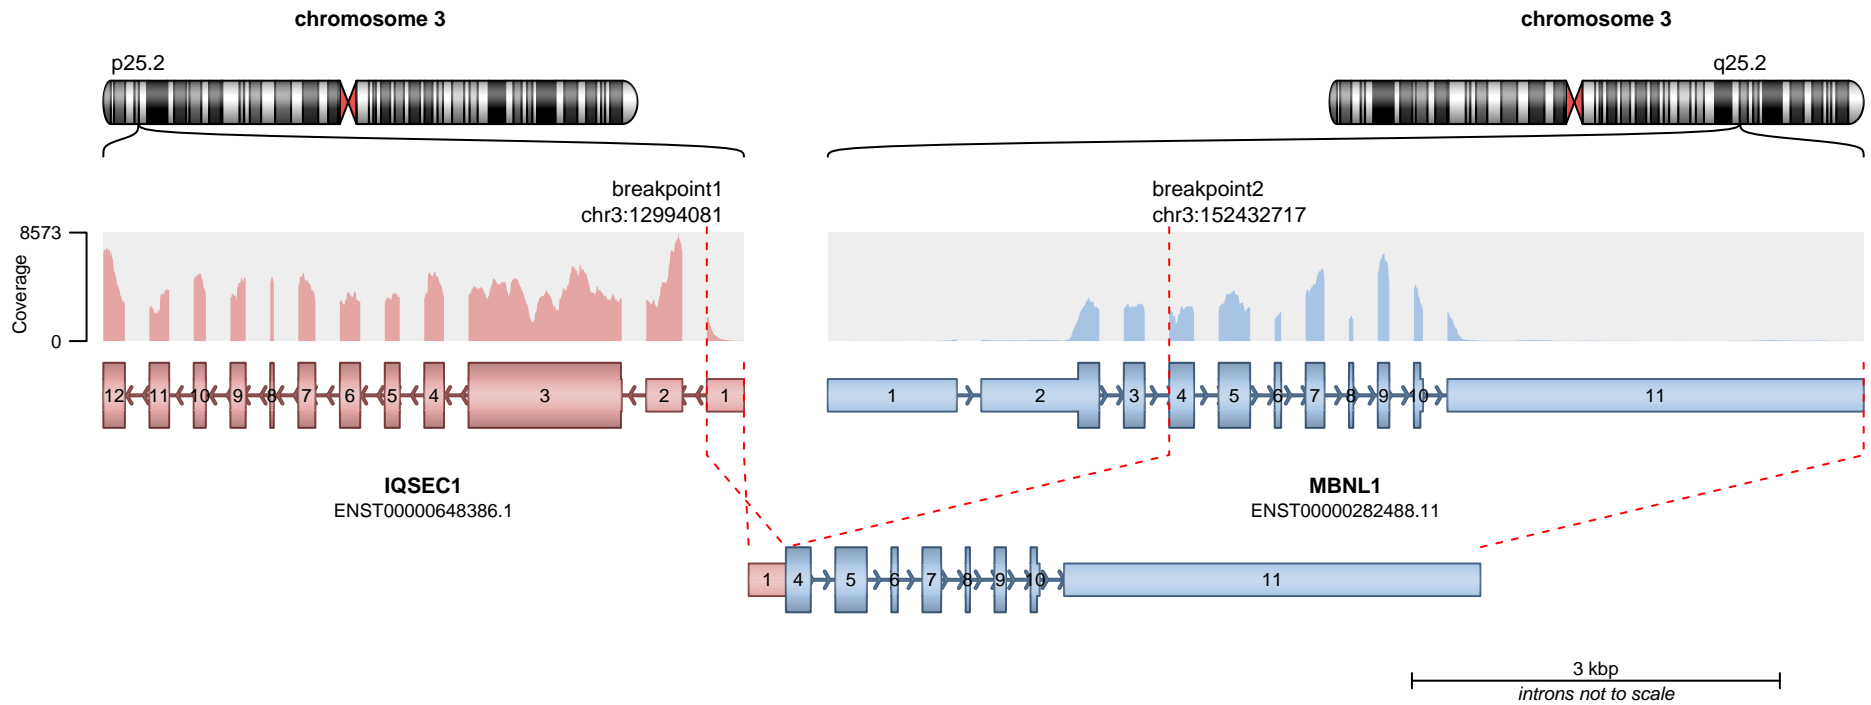 chromosome 3
chromosome 3
p25.2
q25.2
breakpoint1
chr3:12994081
breakpoint2
chr3:152432717
8573
Coverage
0
12 11 10 9 8 7 6 5 4 3 2 1
1 2 3 4 5 6 7 8 9 10 11
IQSEC1
ENST00000648386.1
MBNL1
ENST00000282488.11
1 4 5 6 7 8 9 10 11
3 kbp
introns not to scale